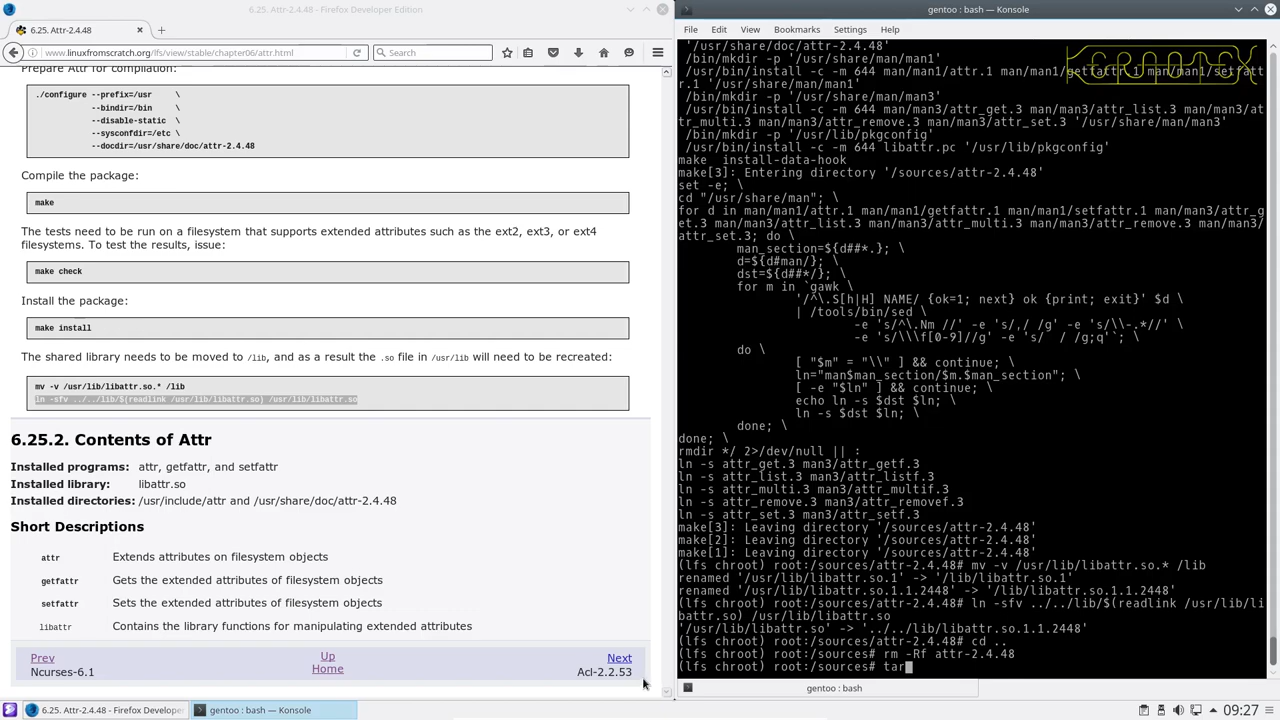 6.25. Attr-2.4.48 - Firefox Developer Edition
6.25. Attr-2.4.48
www.linuxfromscratch.org/lfs/view/stable/chapter06/attr.html
Search
Prepare Attr for compilation:
./configure --prefix=/usr \
--bindir=/bin \
--disable-static \
--sysconfdir=/etc \
--docdir=/usr/share/doc/attr-2.4.48
Compile the package:
make
The tests need to be run on a filesystem that supports extended attributes such as the ext2, ext3, or ext4
filesystems. To test the results, issue:
make check
Install the package:
make install
The shared library needs to be moved to /lib, and as a result the .so file in /usr/lib will need to be recreated:
mv -v /usr/lib/libattr.so.* /lib
ln -sfv ../../lib/$(readlink /usr/lib/libattr.so) /usr/lib/libattr.so
6.25.2. Contents of Attr
Installed programs: attr, getfattr, and setfattr
Installed library: libattr.so
Installed directories: /usr/include/attr and /usr/share/doc/attr-2.4.48
Short Descriptions
attr Extends attributes on filesystem objects
getfattr Gets the extended attributes of filesystem objects
setfattr Sets the extended attributes of filesystem objects
libattr Contains the library functions for manipulating extended attributes
Prev Up Next
Ncurses-6.1 Home Acl-2.2.53
gentoo : bash — Konsole
File Edit View Bookmarks Settings Help
'/usr/share/doc/attr-2.4.48'
/bin/mkdir -p '/usr/share/man/man1'
/usr/bin/install -c -m 644 man/man1/attr.1 man/man1/getfattr.1 man/man1/setfatt
r.1 '/usr/share/man/man1'
/bin/mkdir -p '/usr/share/man/man3'
/usr/bin/install -c -m 644 man/man3/attr_get.3 man/man3/attr_list.3 man/man3/at
tr_multi.3 man/man3/attr_remove.3 man/man3/attr_set.3 '/usr/share/man/man3'
/bin/mkdir -p '/usr/lib/pkgconfig'
/usr/bin/install -c -m 644 libattr.pc '/usr/lib/pkgconfig'
make  install-data-hook
make[3]: Entering directory '/sources/attr-2.4.48'
set -e; \
cd "/usr/share/man"; \
for d in man/man1/attr.1 man/man1/getfattr.1 man/man1/setfattr.1 man/man3/attr_g
et.3 man/man3/attr_list.3 man/man3/attr_multi.3 man/man3/attr_remove.3 man/man3/
attr_set.3; do \
man_section=${d##*.}; \
d=${d#man/}; \
dst=${d##*/}; \
for m in `gawk \
'/^\.S[h|H] NAME/ {ok=1; next} ok {print; exit}' $d \
| /tools/bin/sed \
-e 's/^\.Nm //' -e 's/,/ /g' -e 's/\\-.*//' \
-e 's/\\\f[0-9]//g' -e 's/  / /g;q'`; \
do \
[ "$m" = "\\" ] && continue; \
ln="man$man_section/$m.$man_section"; \
[ -e "$ln" ] && continue; \
echo ln -s $dst $ln; \
ln -s $dst $ln; \
done; \
done; \
rmdir */ 2>/dev/null || :
ln -s attr_get.3 man3/attr_getf.3
ln -s attr_list.3 man3/attr_listf.3
ln -s attr_multi.3 man3/attr_multif.3
ln -s attr_remove.3 man3/attr_removef.3
ln -s attr_set.3 man3/attr_setf.3
make[3]: Leaving directory '/sources/attr-2.4.48'
make[2]: Leaving directory '/sources/attr-2.4.48'
make[1]: Leaving directory '/sources/attr-2.4.48'
(lfs chroot) root:/sources/attr-2.4.48# mv -v /usr/lib/libattr.so.* /lib
renamed '/usr/lib/libattr.so.1' -> '/lib/libattr.so.1'
renamed '/usr/lib/libattr.so.1.1.2448' -> '/lib/libattr.so.1.1.2448'
(lfs chroot) root:/sources/attr-2.4.48# ln -sfv ../../lib/$(readlink /usr/lib/li
battr.so) /usr/lib/libattr.so
'/usr/lib/libattr.so' -> '../../lib/libattr.so.1.1.2448'
(lfs chroot) root:/sources/attr-2.4.48# cd ..
(lfs chroot) root:/sources# rm -Rf attr-2.4.48
(lfs chroot) root:/sources# tar
gentoo : bash
6.25. Attr-2.4.48 - Firefox Developer
gentoo : bash — Konsole
09:27